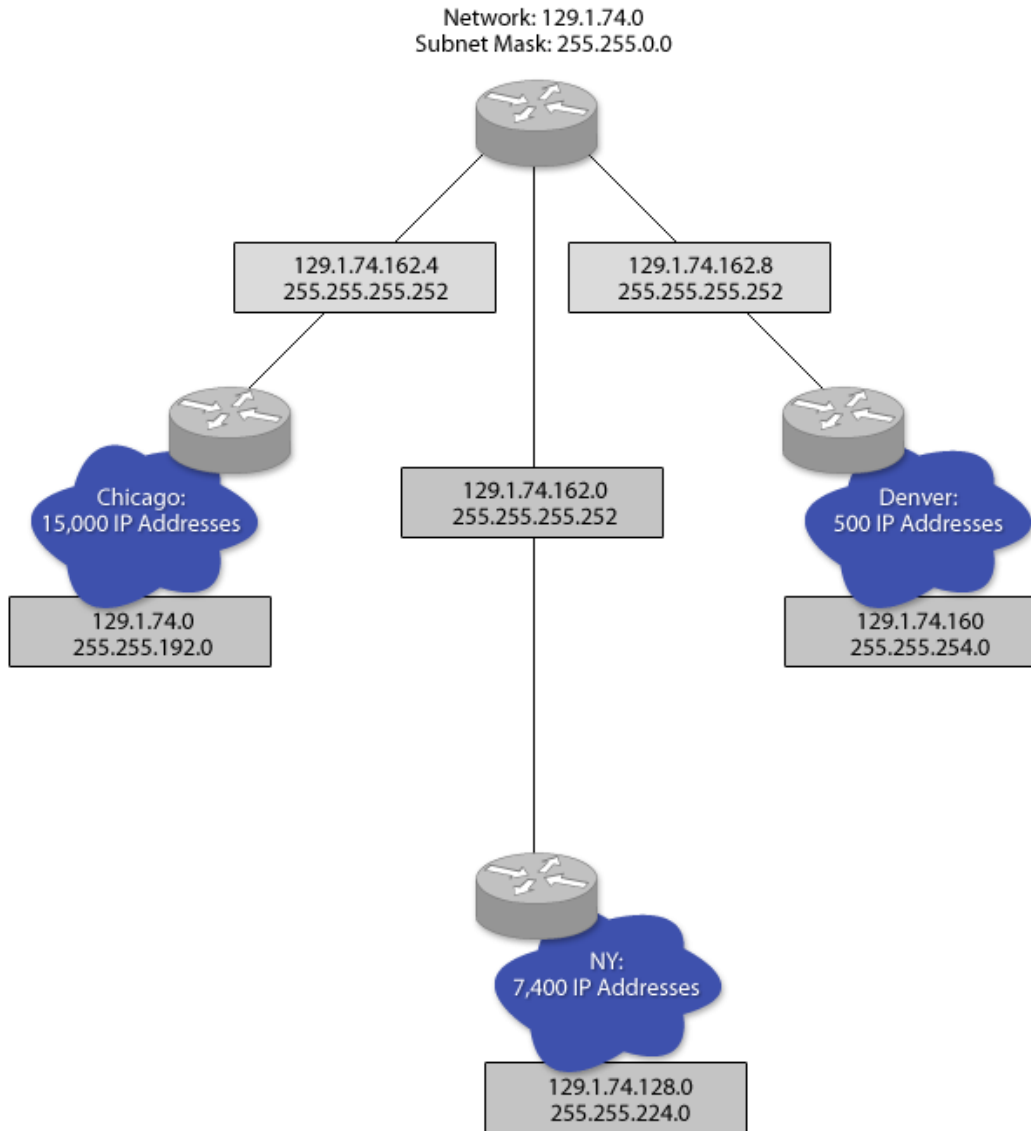 Network: 129.1.74.0
Subnet Mask: 255.255.0.0
129.1.74.162.4
255.255.255.252
129.1.74.162.8
255.255.255.252
Chicago:
15,000 IP Addresses
129.1.74.162.0
255.255.255.252
Denver:
500 IP Addresses
129.1.74.0
255.255.192.0
129.1.74.160
255.255.254.0
NY:
7,400 IP Addresses
129.1.74.128.0
255.255.224.0